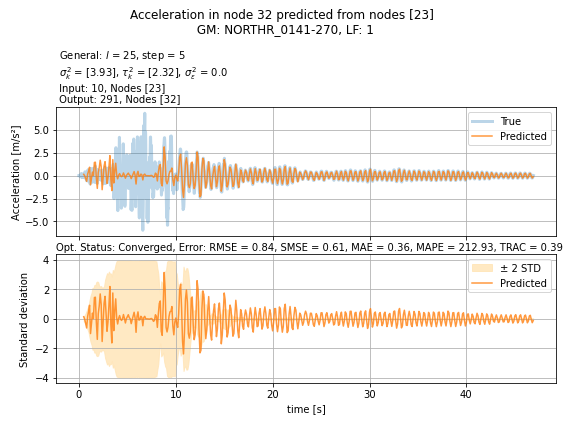 Acceleration in node 32 predicted from nodes [23]
GM: NORTHR_0141-270, LF: 1
General: l = 25, step = 5
σ²ₖ = [3.93], τ²ₖ = [2.32], σ²ε = 0.0
Input: 10, Nodes [23]
Output: 291, Nodes [32]
True
Predicted
Acceleration [m/s²]
5.0
2.5
0.0
−2.5
−5.0
Opt. Status: Converged, Error: RMSE = 0.84, SMSE = 0.61, MAE = 0.36, MAPE = 212.93, TRAC = 0.39
± 2 STD
Predicted
Standard deviation
4
2
0
−2
−4
0 10 20 30 40
time [s]